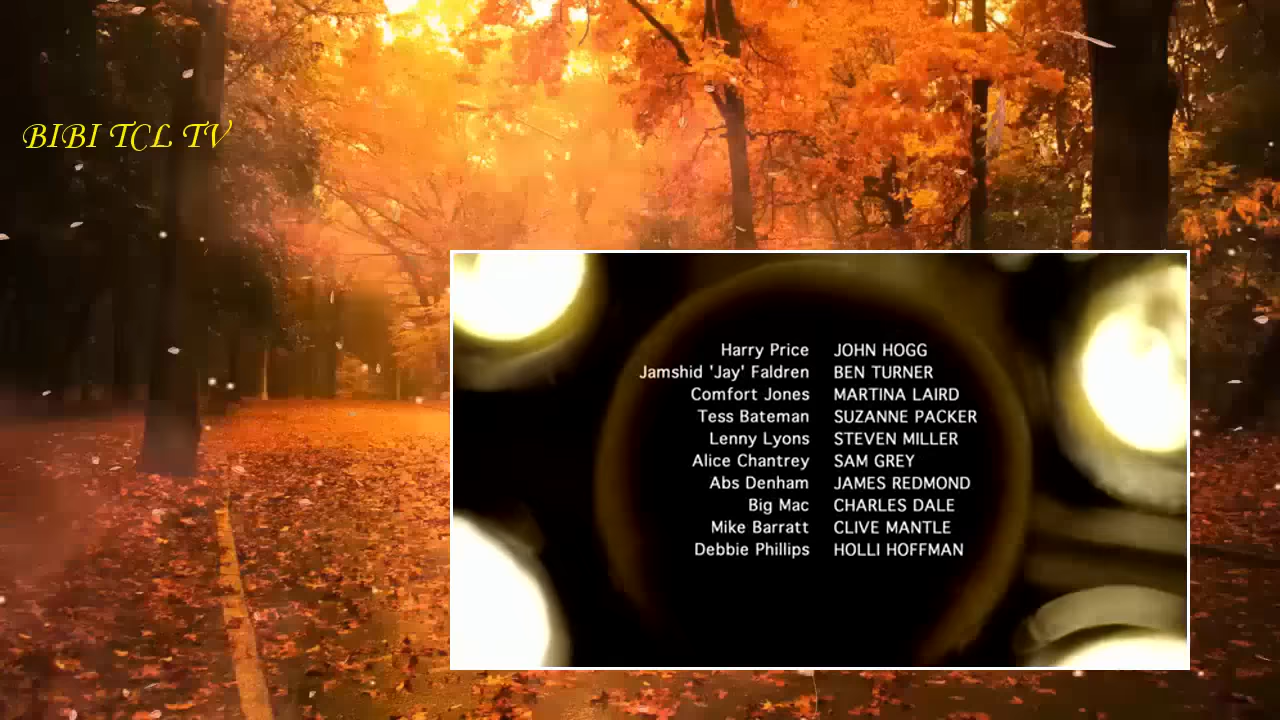 BIBI TCL TV
Harry Price JOHN HOGG
Jamshid 'Jay' Faldren BEN TURNER
Comfort Jones MARTINA LAIRD
Tess Bateman SUZANNE PACKER
Lenny Lyons STEVEN MILLER
Alice Chantrey SAM GREY
Abs Denham JAMES REDMOND
Big Mac CHARLES DALE
Mike Barratt CLIVE MANTLE
Debbie Phillips HOLLI HOFFMAN